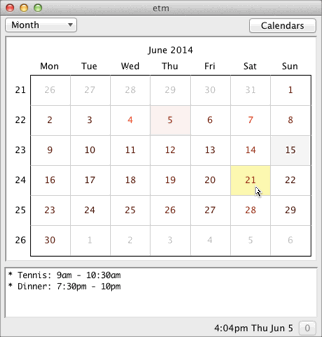 etm
Month Calendars
June 2014
Mon Tue Wed Thu Fri Sat Sun
21 26 27 28 29 30 31 1
22 2 3 4 5 6 7 8
23 9 10 11 12 13 14 15
24 16 17 18 19 20 21 22
25 23 24 25 26 27 28 29
26 30 1 2 3 4 5 6
* Tennis: 9am - 10:30am
* Dinner: 7:30pm - 10pm
4:04pm Thu Jun 5 0